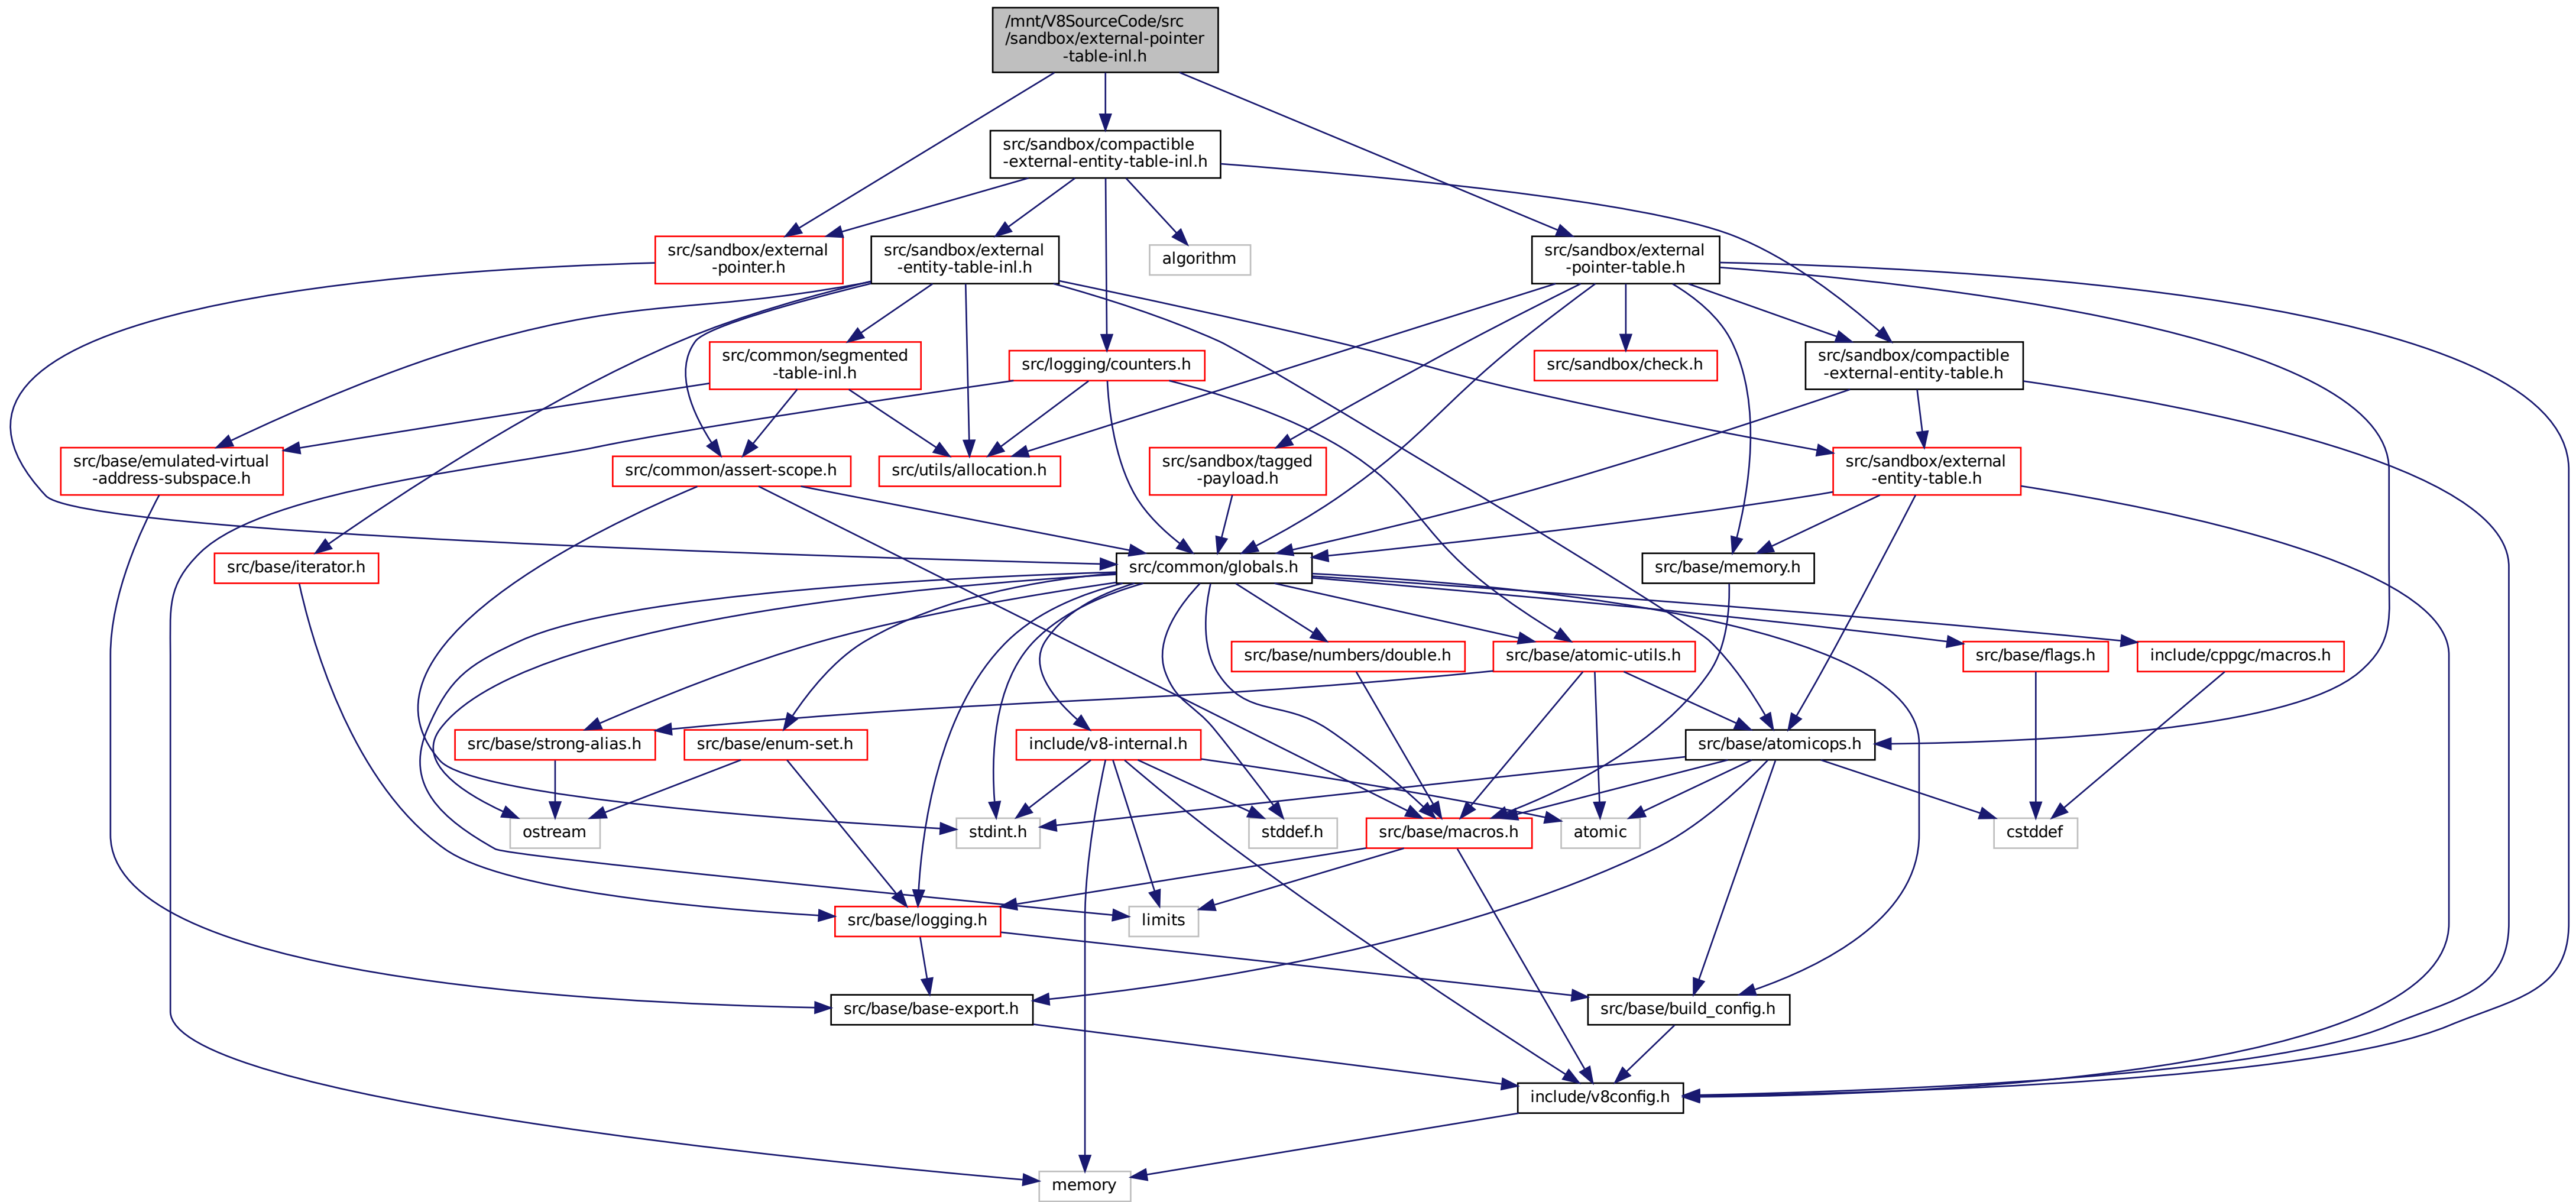 /mnt/V8SourceCode/src
/sandbox/external-pointer
-table-inl.h
src/sandbox/compactible
-external-entity-table-inl.h
src/sandbox/external
-pointer.h
src/sandbox/external
-entity-table-inl.h
algorithm
src/sandbox/external
-pointer-table.h
src/common/segmented
-table-inl.h
src/logging/counters.h
src/sandbox/check.h
src/sandbox/compactible
-external-entity-table.h
src/base/emulated-virtual
-address-subspace.h
src/common/assert-scope.h
src/utils/allocation.h
src/sandbox/tagged
-payload.h
src/sandbox/external
-entity-table.h
src/base/iterator.h
src/common/globals.h
src/base/memory.h
src/base/numbers/double.h
src/base/atomic-utils.h
src/base/flags.h
include/cppgc/macros.h
src/base/strong-alias.h
src/base/enum-set.h
include/v8-internal.h
src/base/atomicops.h
ostream
stdint.h
stddef.h
src/base/macros.h
atomic
cstddef
src/base/logging.h
limits
src/base/base-export.h
src/base/build_config.h
include/v8config.h
memory